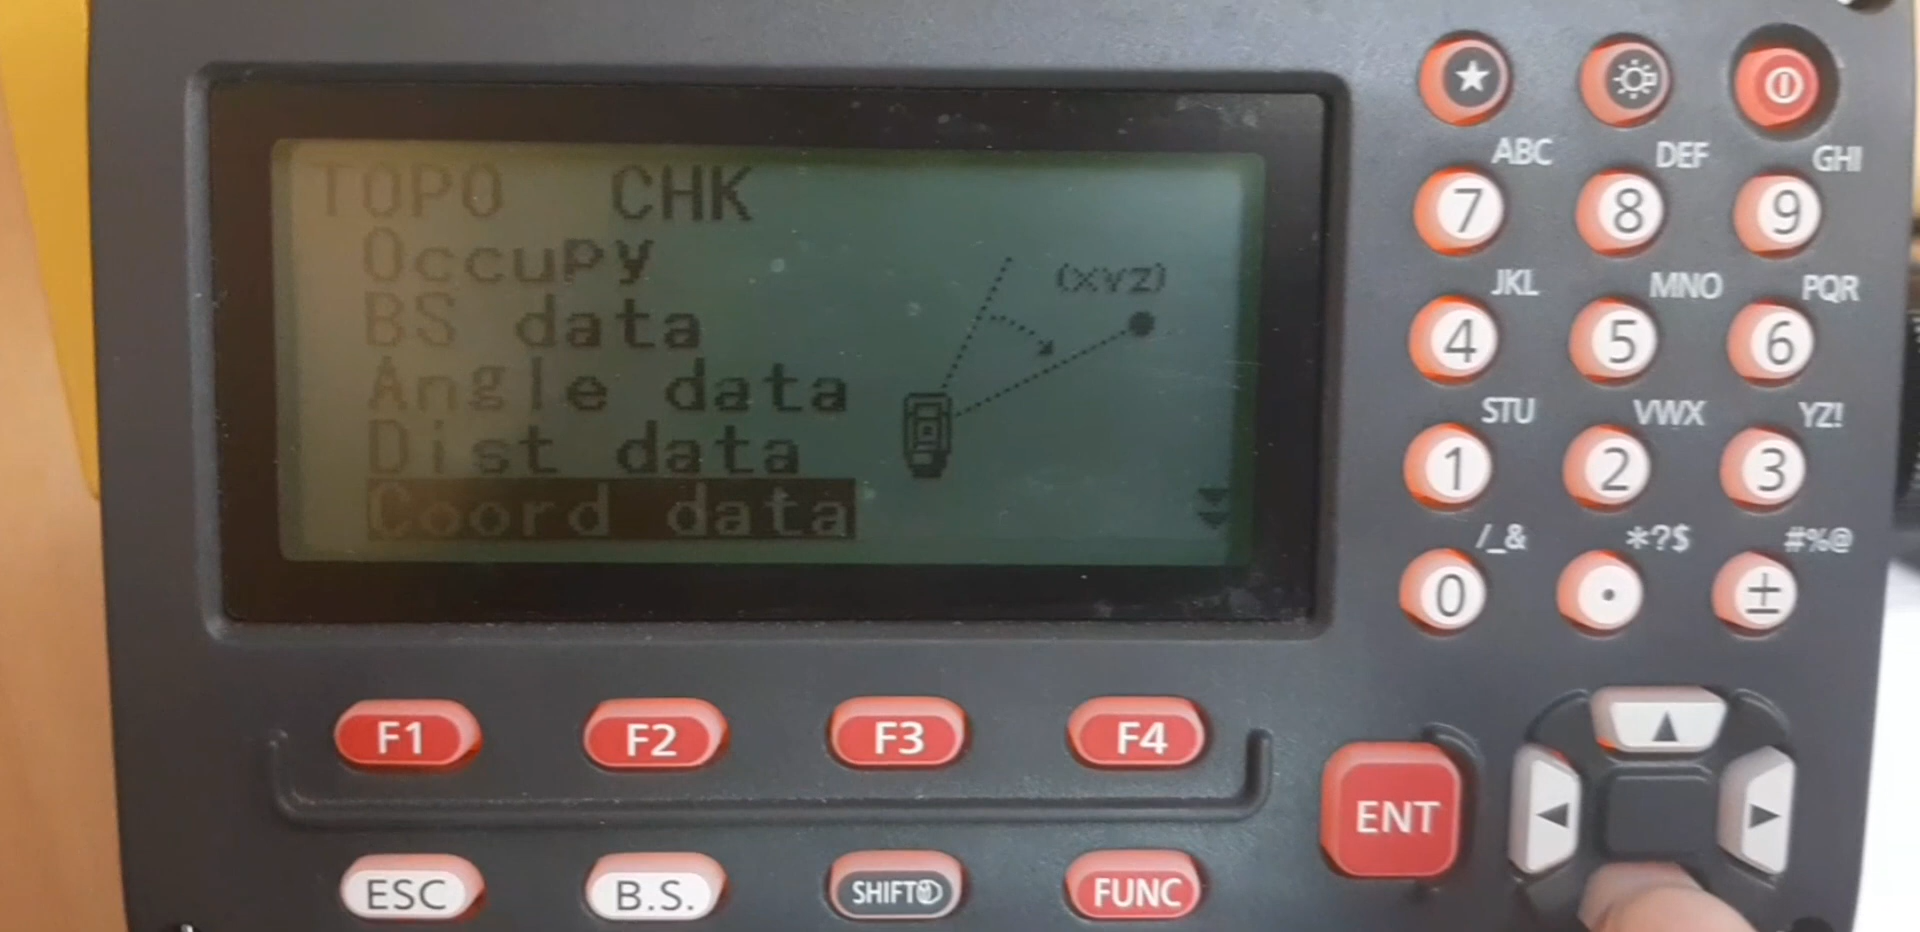 TOPO CHK
Occupy
BS data
Angle data
Dist data
Coord data
(XYZ)
ABC DEF GHI
7 8 9
JKL MNO PQR
4 5 6
STU VWX YZ!
1 2 3
/_& *?$ #%@
0 . ±
F1 F2 F3 F4
ENT
ESC B.S. SHIFT FUNC